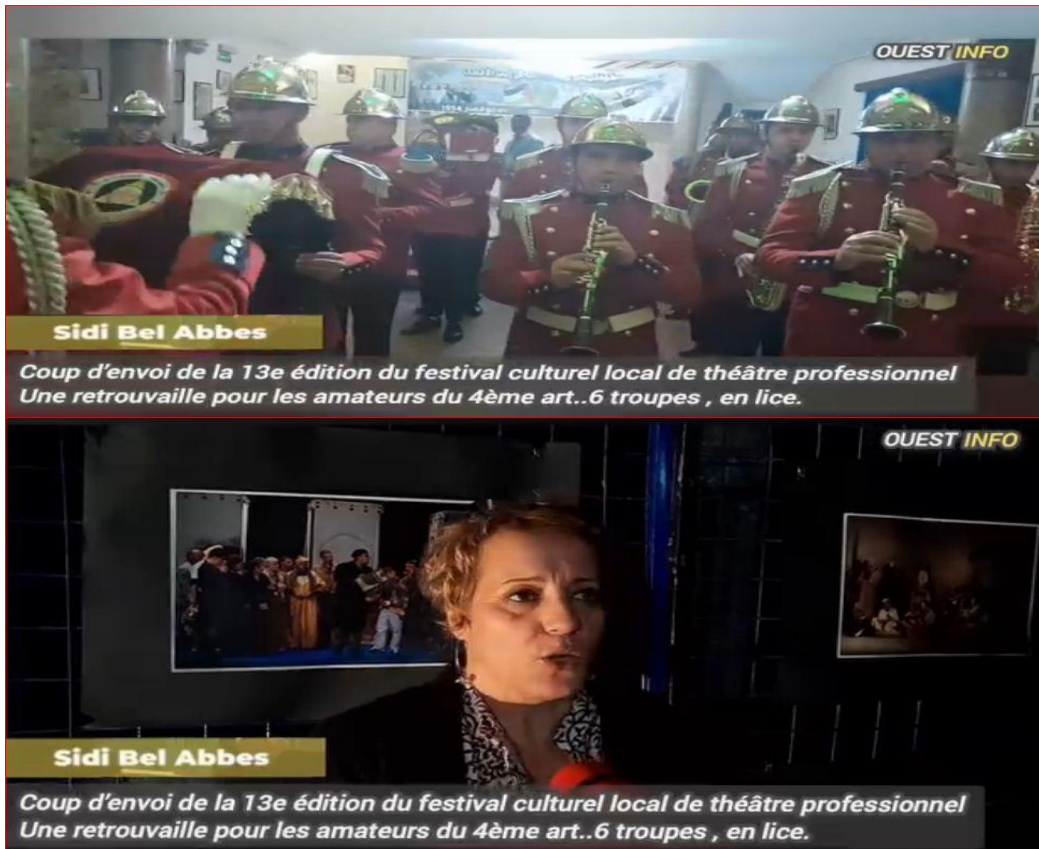 OUEST INFO
1954
Sidi Bel Abbes
Coup d'envoi de la 13e édition du festival culturel local de théâtre professionnel
Une retrouvaille pour les amateurs du 4ème art..6 troupes , en lice.
OUEST INFO
Sidi Bel Abbes
Coup d'envoi de la 13e édition du festival culturel local de théâtre professionnel
Une retrouvaille pour les amateurs du 4ème art..6 troupes , en lice.